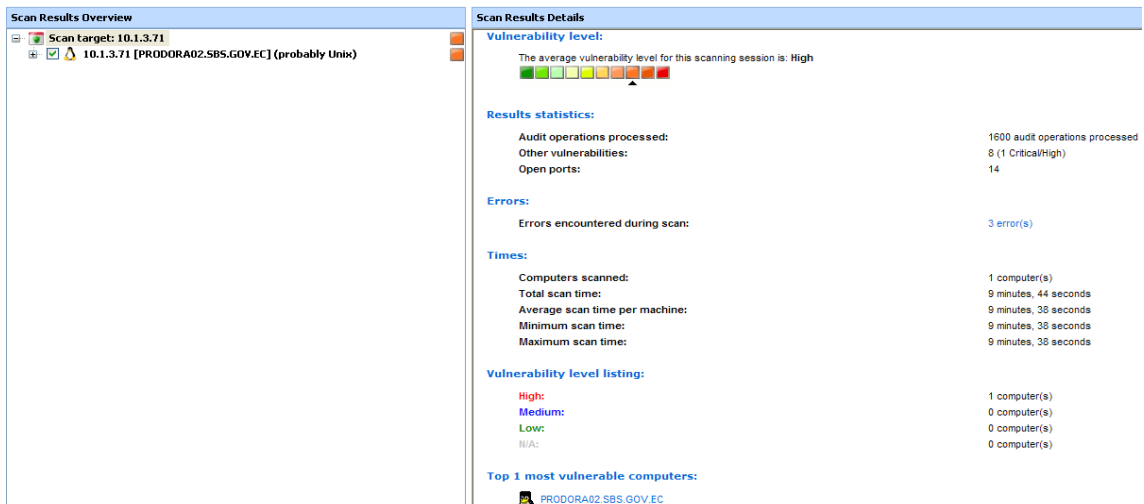 Scan Results Overview
Scan target: 10.1.3.71
10.1.3.71 [PRODORA02.SBS.GOV.EC] (probably Unix)
Scan Results Details
Vulnerability level:
The average vulnerability level for this scanning session is: High
Results statistics:
Audit operations processed: 1600 audit operations processed
Other vulnerabilities: 8 (1 Critical/High)
Open ports: 14
Errors:
Errors encountered during scan: 3 error(s)
Times:
Computers scanned: 1 computer(s)
Total scan time: 9 minutes, 44 seconds
Average scan time per machine: 9 minutes, 38 seconds
Minimum scan time: 9 minutes, 38 seconds
Maximum scan time: 9 minutes, 38 seconds
Vulnerability level listing:
High: 1 computer(s)
Medium: 0 computer(s)
Low: 0 computer(s)
N/A: 0 computer(s)
Top 1 most vulnerable computers:
PRODORA02.SBS.GOV.EC